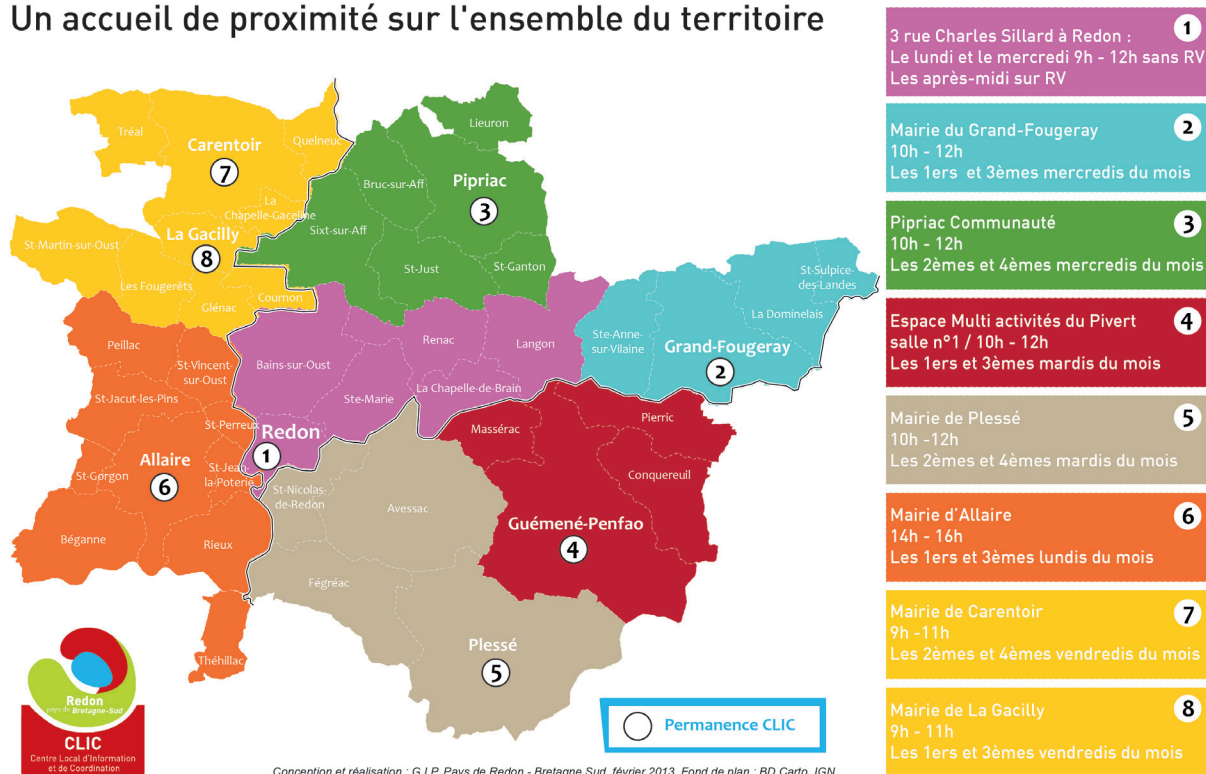 Un accueil de proximité sur l'ensemble du territoire
Tréal
Carentoir
7
Quelneuc
La
Chapelle-Gaceline
La Gacilly
8
St-Martin-sur-Oust
Les Fougerêts
Glénac
Cournon
Lieuron
Bruc-sur-Aff
Pipriac
3
Sixt-sur-Aff
St-Just
St-Ganton
St-Sulpice-
des-Landes
La Dominelais
Ste-Anne-
sur-Vilaine
Grand-Fougeray
2
Peillac
St-Vincent-
sur-Oust
St-Jacut-les-Pins
St-Perreux
Allaire
6
St-Jean-
la-Poterie
St-Gorgon
Béganne
Rieux
Théhillac
Bains-sur-Oust
Renac
Langon
La Chapelle-de-Brain
Ste-Marie
Redon
1
St-Nicolas-
de-Redon
Avessac
Fégréac
Plessé
5
Massérac
Pierric
Conquereuil
Guémené-Penfao
4
Redon
pays de Bretagne-Sud
CLIC
Centre Local d'Information
et de Coordination
Permanence CLIC
Conception et réalisation : G.I.P. Pays de Redon - Bretagne Sud, février 2013. Fond de plan : BD Carto, IGN
3 rue Charles Sillard à Redon :
1
Le lundi et le mercredi 9h - 12h sans RV
Les après-midi sur RV
Mairie du Grand-Fougeray
2
10h - 12h
Les 1ers et 3èmes mercredis du mois
Pipriac Communauté
3
10h - 12h
Les 2èmes et 4èmes mercredis du mois
Espace Multi activités du Pivert
4
salle n°1 / 10h - 12h
Les 1ers et 3èmes mardis du mois
Mairie de Plessé
5
10h -12h
Les 2èmes et 4èmes mardis du mois
Mairie d'Allaire
6
14h - 16h
Les 1ers et 3èmes lundis du mois
Mairie de Carentoir
7
9h -11h
Les 2èmes et 4èmes vendredis du mois
Mairie de La Gacilly
8
9h - 11h
Les 1ers et 3èmes vendredis du mois